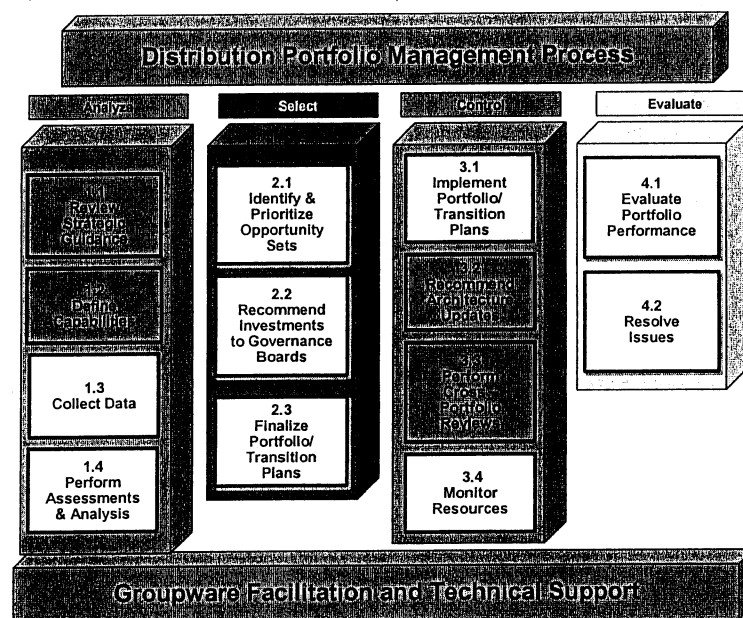 Distribution Portfolio Management Process
Analyze
Select
Control
Evaluate
1.1
Review
Strategic
Guidance
1.2
Define
Capabilities
1.3
Collect Data
1.4
Perform
Assessments
& Analysis
2.1
Identify &
Prioritize
Opportunity
Sets
2.2
Recommend
Investments
to Governance
Boards
2.3
Finalize
Portfolio/
Transition
Plans
3.1
Implement
Portfolio/
Transition
Plans
3.2
Recommend
Architecture
Updates
3.3
Perform
Cross-
Portfolio
Reviews
3.4
Monitor
Resources
4.1
Evaluate
Portfolio
Performance
4.2
Resolve
Issues
Groupware Facilitation and Technical Support